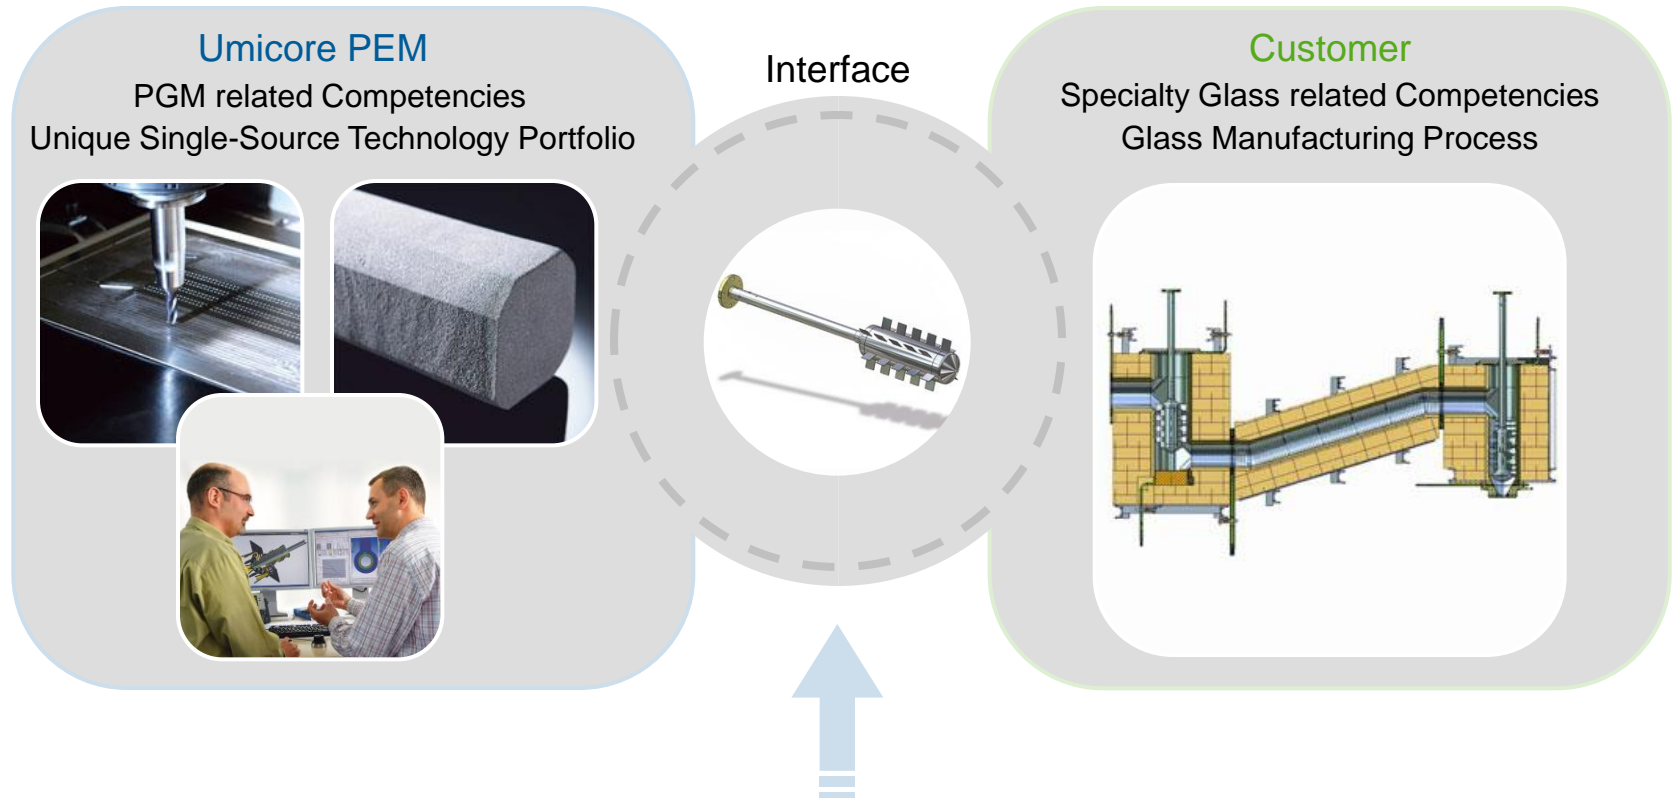 Umicore PEM
PGM related Competencies
Unique Single-Source Technology Portfolio
Interface
Customer
Specialty Glass related Competencies
Glass Manufacturing Process